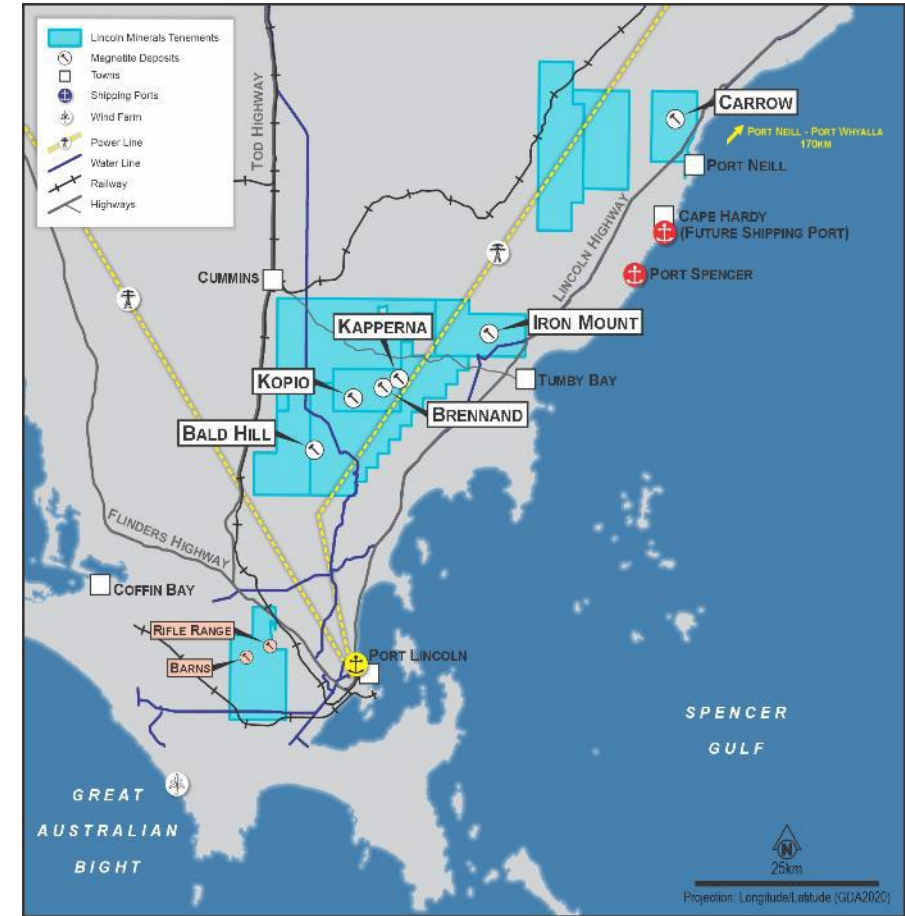 Lincoln Minerals Tenements
Magnetite Deposits
Towns
Shipping Ports
Wind Farm
Power Line
Water Line
Railway
Highways
TOD HIGHWAY
CARROW
PORT NEILL - PORT WHYALLA
170KM
PORT NEILL
CAPE HARDY
(FUTURE SHIPPING PORT)
LINCOLN HIGHWAY
PORT SPENCER
CUMMINS
KAPPERNA
IRON MOUNT
KOPIO
TUMBY BAY
BRENNAND
BALD HILL
FLINDERS HIGHWAY
COFFIN BAY
RIFLE RANGE
BARNS
PORT LINCOLN
SPENCER
GULF
GREAT
AUSTRALIAN
BIGHT
N
25km
Projection: Longitude/Latitude (GDA2020)